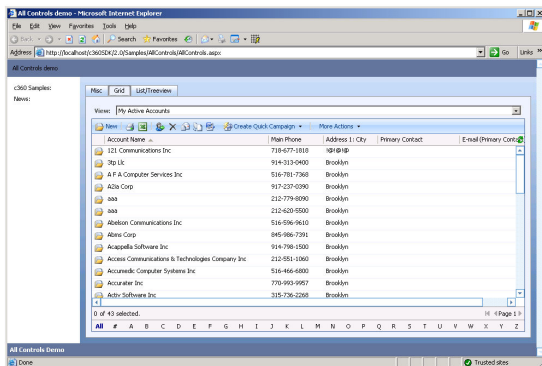 All Controls demo - Microsoft Internet Explorer
File Edit View Favorites Tools Help
Back Search Favorites
Address http://localhost/c360SDK/2.0/Samples/AllControls/AllControls.aspx Go Links
All Controls demo
c360 Samples:
News:
Misc Grid List/Treeview
View: My Active Accounts
New Create Quick Campaign More Actions
Account Name Main Phone Address 1: City Primary Contact E-mail (Primary Conta
121 Communications Inc 718-677-1818
3tp Llc 914-313-0400 Brooklyn
A F A Computer Services Inc 516-781-7368 Brooklyn
A2ia Corp 917-237-0390 Brooklyn
aaa 212-779-8090 Brooklyn
aaa 212-620-5500 Brooklyn
Abelson Communications Inc 516-596-9610 Brooklyn
Abms Corp 845-986-7391 Brooklyn
Acappella Software Inc 914-798-1500 Brooklyn
Access Communications & Technologies Company Inc 212-551-1060 Brooklyn
Accumedic Computer Systems Inc 516-466-6800 Brooklyn
Accurater Inc 770-993-9957 Brooklyn
Activ Software Inc 315-736-2268 Brooklyn
0 of 43 selected. Page 1
All # A B C D E F G H I J K L M N O P Q R S T U V W X Y Z
All Controls Demo
Done Trusted sites